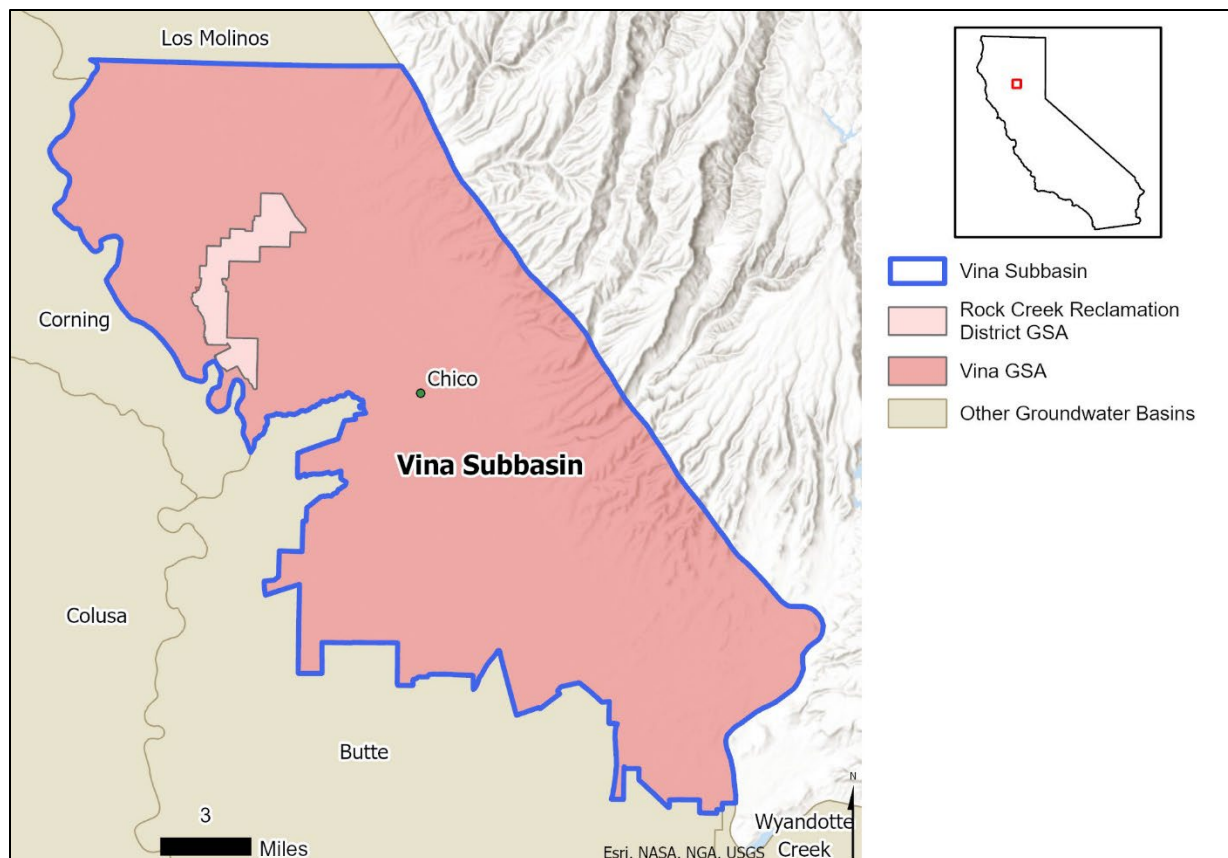 Los Molinos
Corning
Chico
Vina Subbasin
Colusa
Butte
Wyandotte
Creek
3
Miles
N
Esri, NASA, NGA, USGS
Vina Subbasin
Rock Creek Reclamation
District GSA
Vina GSA
Other Groundwater Basins